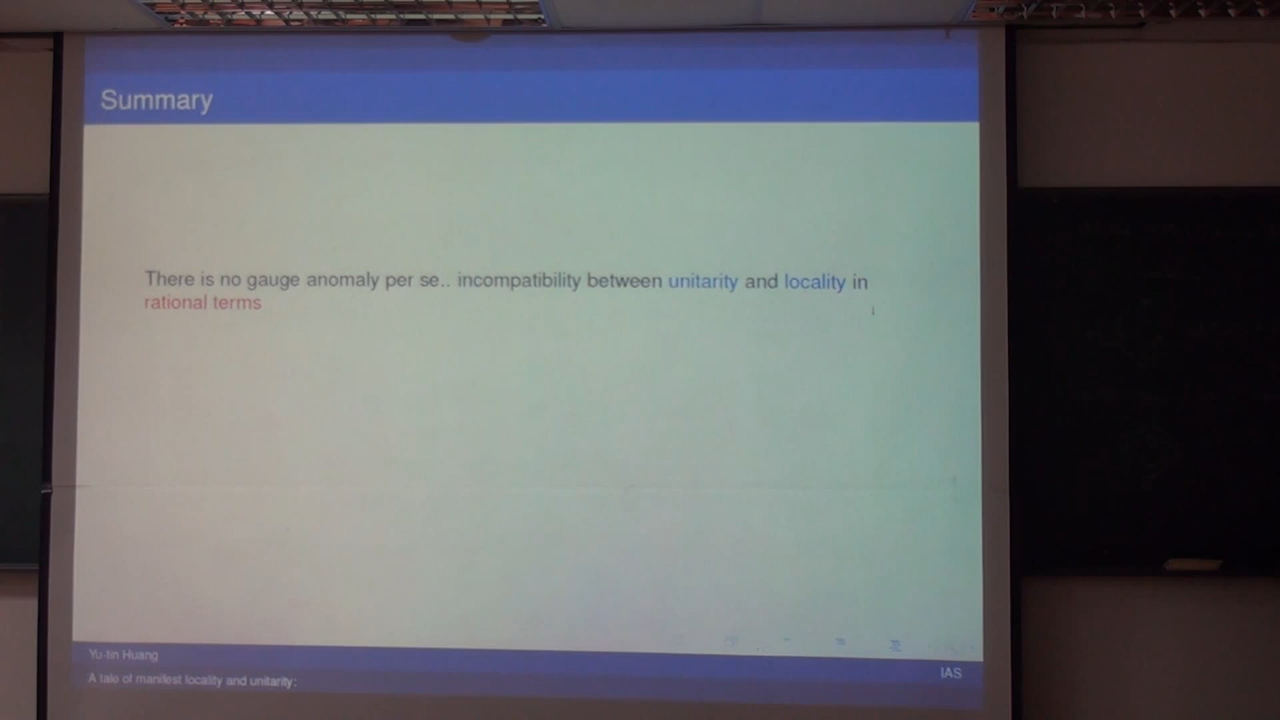 Summary
There is no gauge anomaly per se.. incompatibility between unitarity and locality in
rational terms
Yu-tin Huang
IAS
A tale of manifest locality and unitarity: